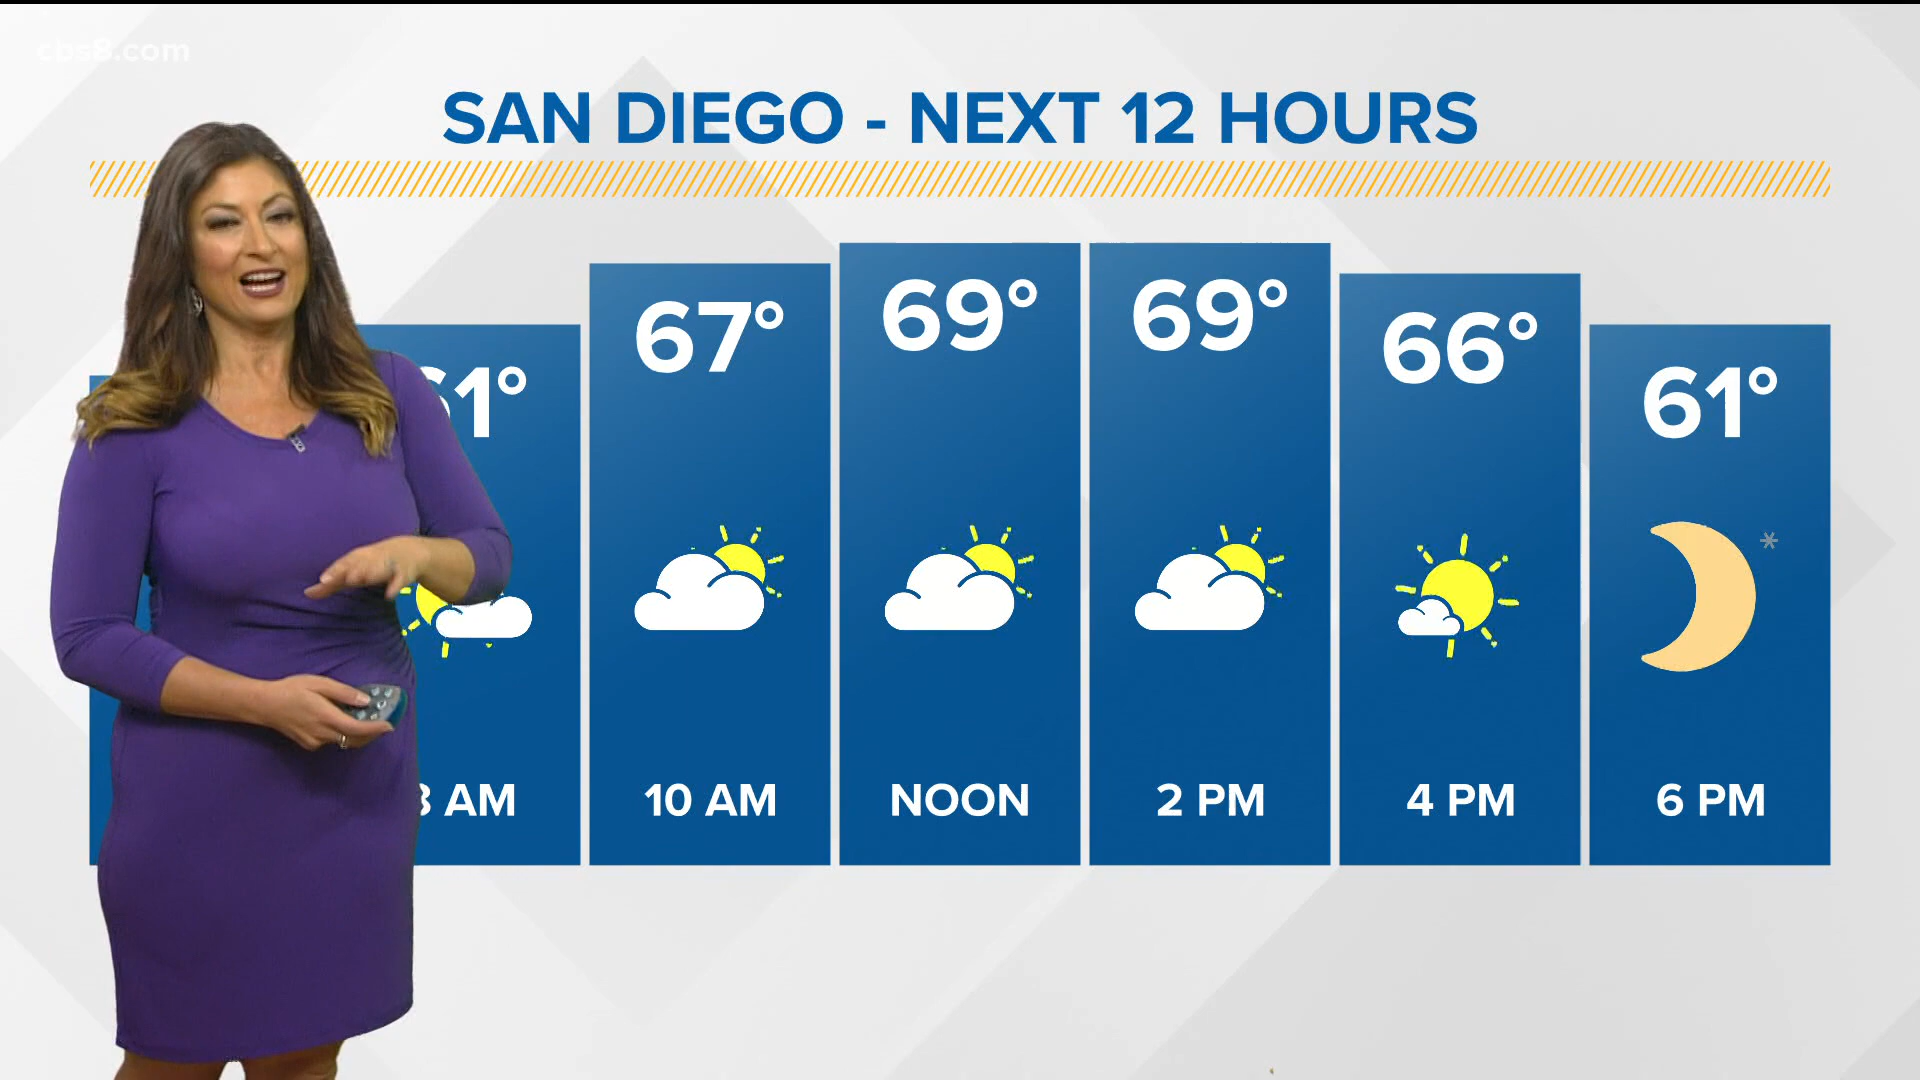 cbs8.com
SAN DIEGO - NEXT 12 HOURS
67°
69°
69°
66°
61°
AM
10 AM
NOON
2 PM
4 PM
6 PM